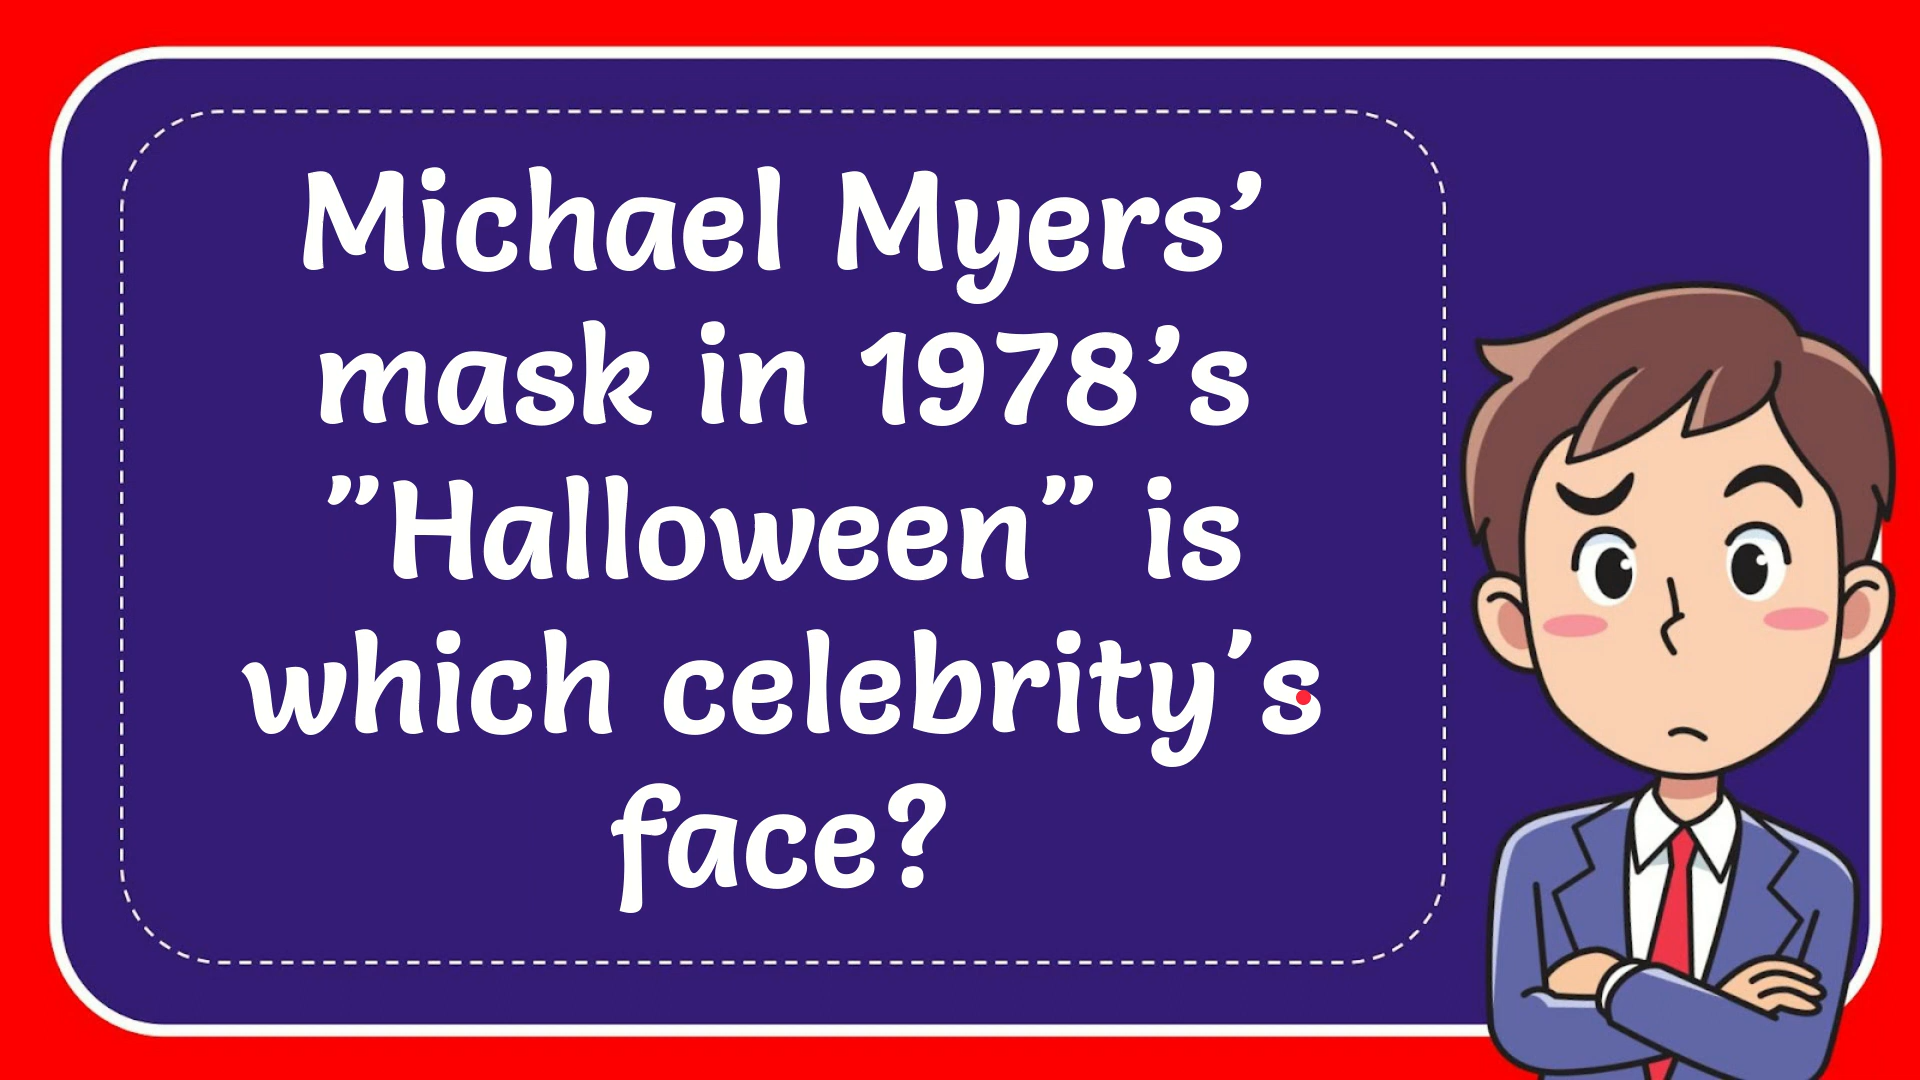 Michael Myers’
mask in 1978’s
"Halloween" is
which celebrity's
face?